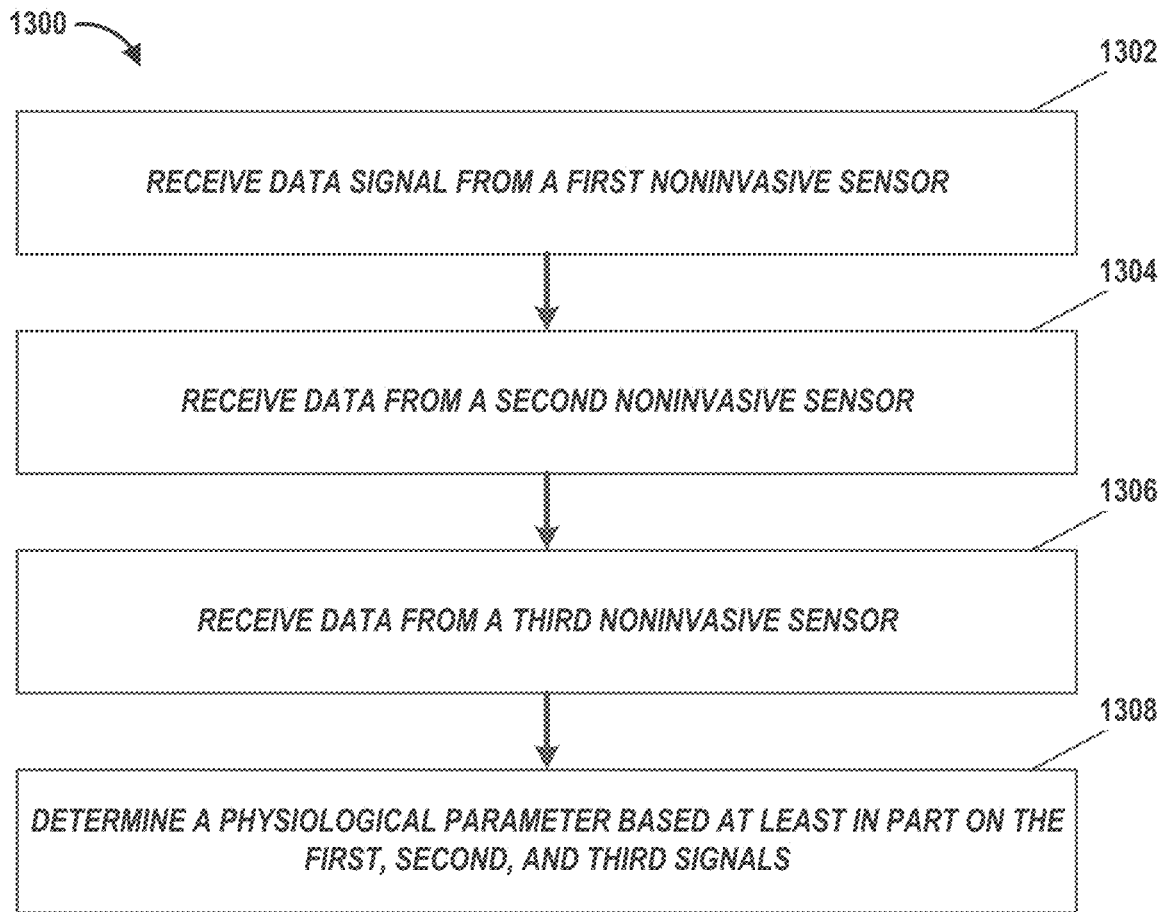 1300
1302
RECEIVE DATA SIGNAL FROM A FIRST NONINVASIVE SENSOR
1304
RECEIVE DATA FROM A SECOND NONINVASIVE SENSOR
1306
RECEIVE DATA FROM A THIRD NONINVASIVE SENSOR
1308
DETERMINE A PHYSIOLOGICAL PARAMETER BASED AT LEAST IN PART ON THE
FIRST, SECOND, AND THIRD SIGNALS